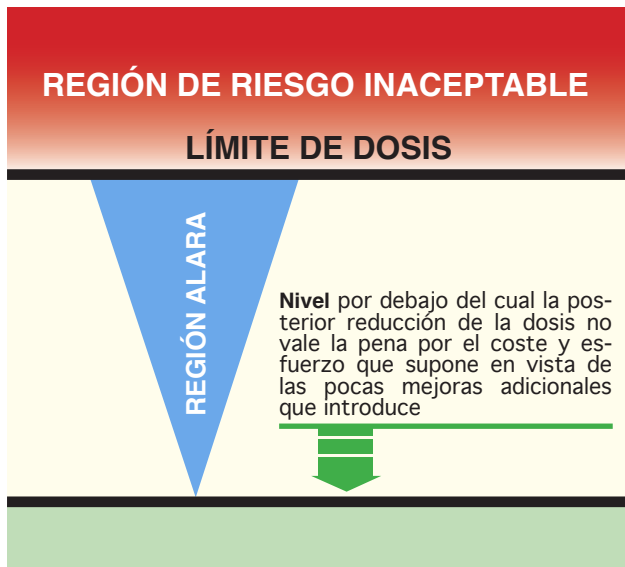 REGIÓN DE RIESGO INACEPTABLE
LÍMITE DE DOSIS
REGIÓN ALARA
Nivel por debajo del cual la pos-
terior reducción de la dosis no
vale la pena por el coste y es-
fuerzo que supone en vista de
las pocas mejoras adicionales
que introduce